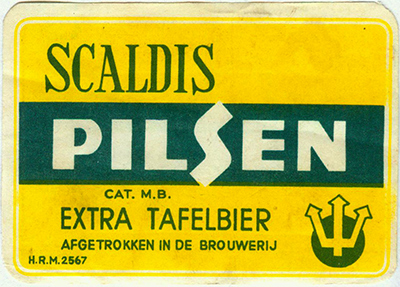 SCALDIS
PILSEN
CAT. M.B.
EXTRA TAFELBIER
AFGETROKKEN IN DE BROUWERIJ
H.R.M.2567